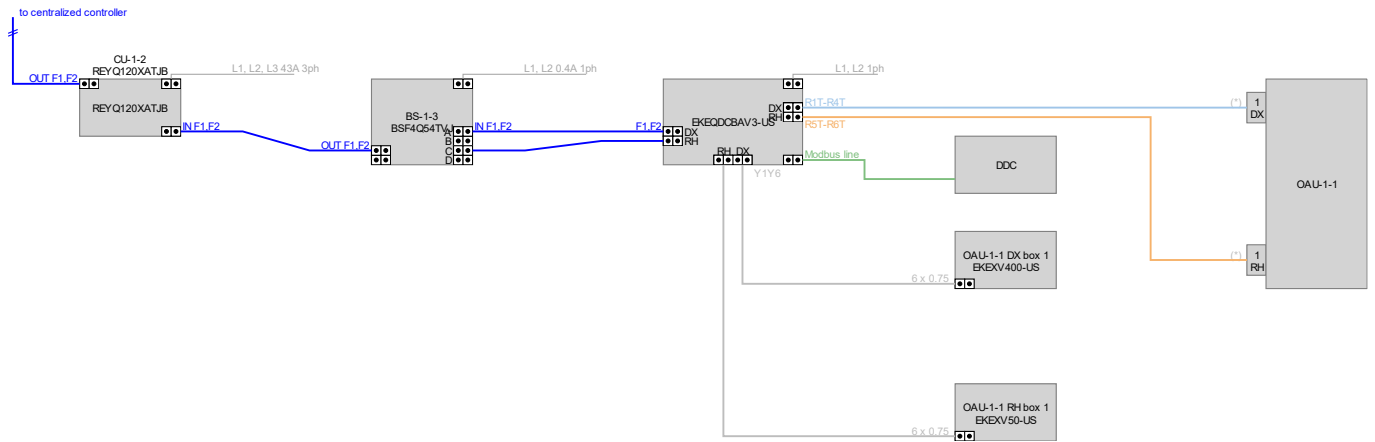 to centralized controller
CU-1-2
REYQ120XATJB
L1, L2, L3 43A 3ph
OUT F1,F2
REYQ120XATJB
IN F1,F2
L1, L2 0.4A 1ph
BS-1-3
BSF4Q54TVJ
OUT F1,F2
A
B
C
D
IN F1,F2
L1, L2 1ph
F1,F2
DX
RH
EKEQDCBAV3-US
DX
RH
R1T-R4T
R5T-R6T
RH DX
Y1Y6
Modbus line
DDC
(*)
1
DX
OAU-1-1
(*)
1
RH
OAU-1-1 DX box 1
EKEXV400-US
6 x 0.75
OAU-1-1 RH box 1
EKEXV50-US
6 x 0.75